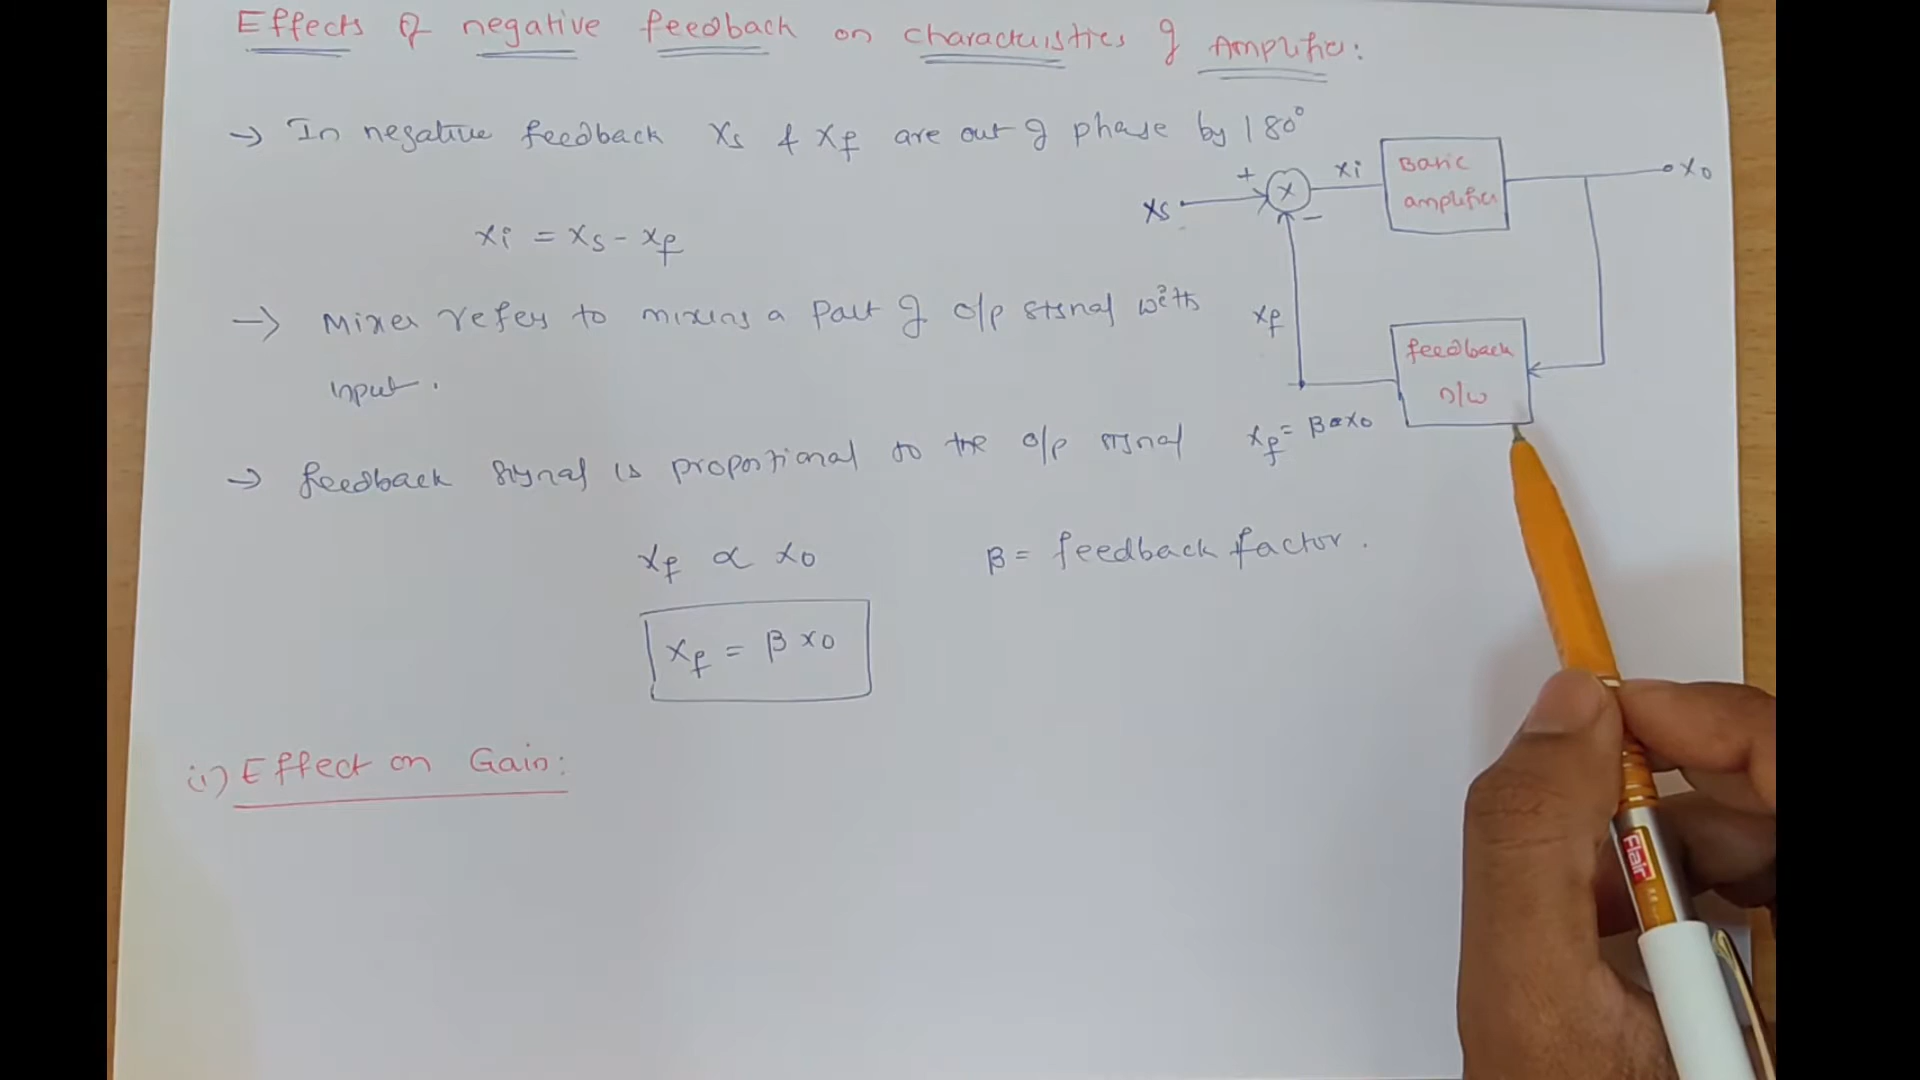 Effects of negative feedback on characteristics of Amplifier:
→ In negative feedback Xs & Xf are out of phase by 180°
+ Xi Basic amplifier Xo
Xs X −
Xi = Xs - Xf
→ Mixer refers to mixing a part of o/p signal with
input.
Xf
feedback
n/w
Xf = β Xo
→ feedback signal is proportional to the o/p signal
Xf ∝ Xo
β = feedback factor.
Xf = β Xo
(i) Effect on Gain:
Flair